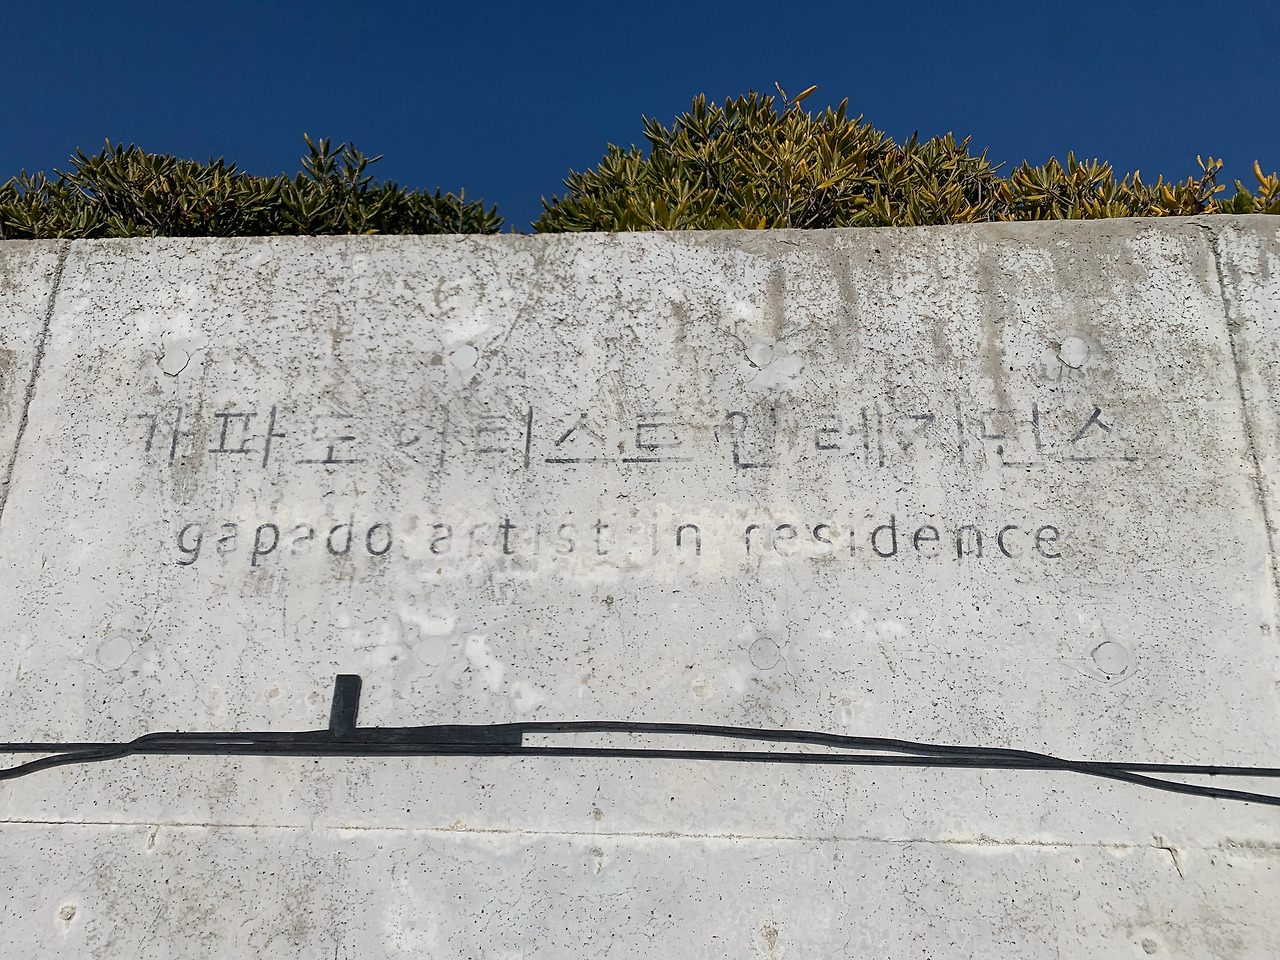 가파도 아티스트 인 레지던스
gapado artist in residence